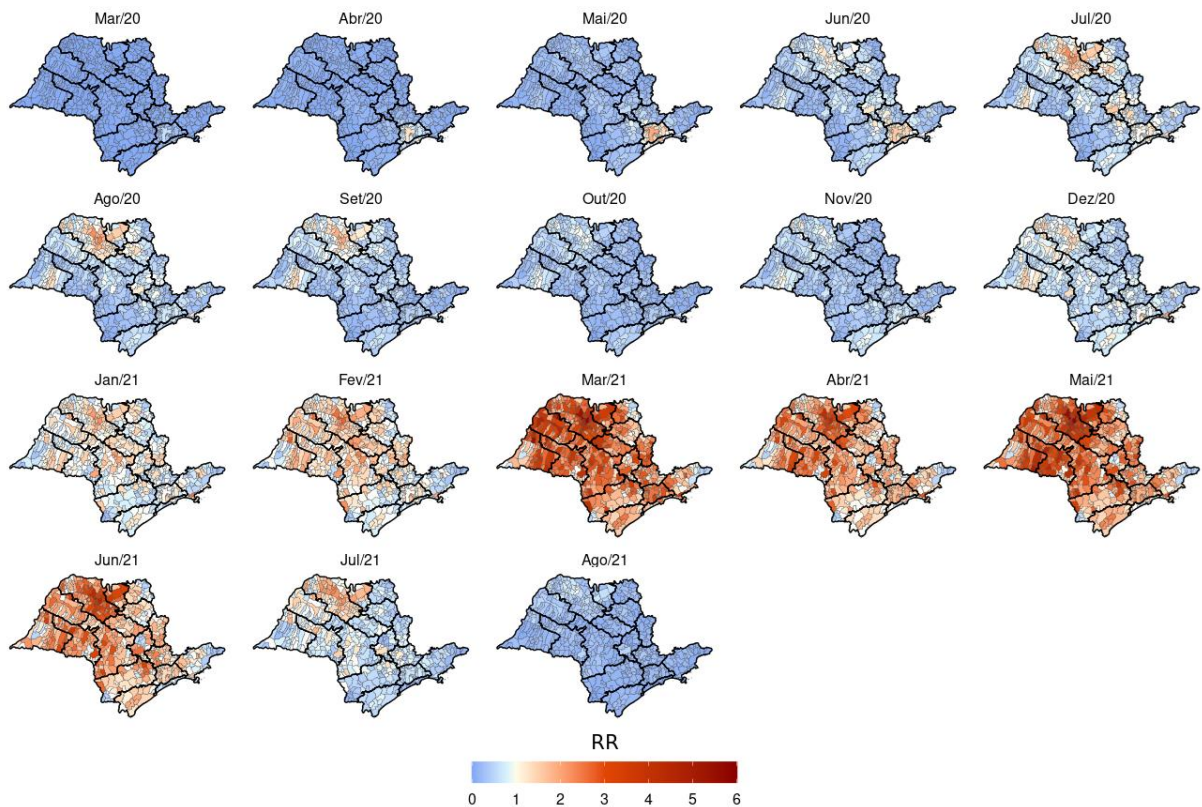 Mar/20 Abr/20 Mai/20 Jun/20 Jul/20
Ago/20 Set/20 Out/20 Nov/20 Dez/20
Jan/21 Fev/21 Mar/21 Abr/21 Mai/21
Jun/21 Jul/21 Ago/21
RR
0 1 2 3 4 5 6